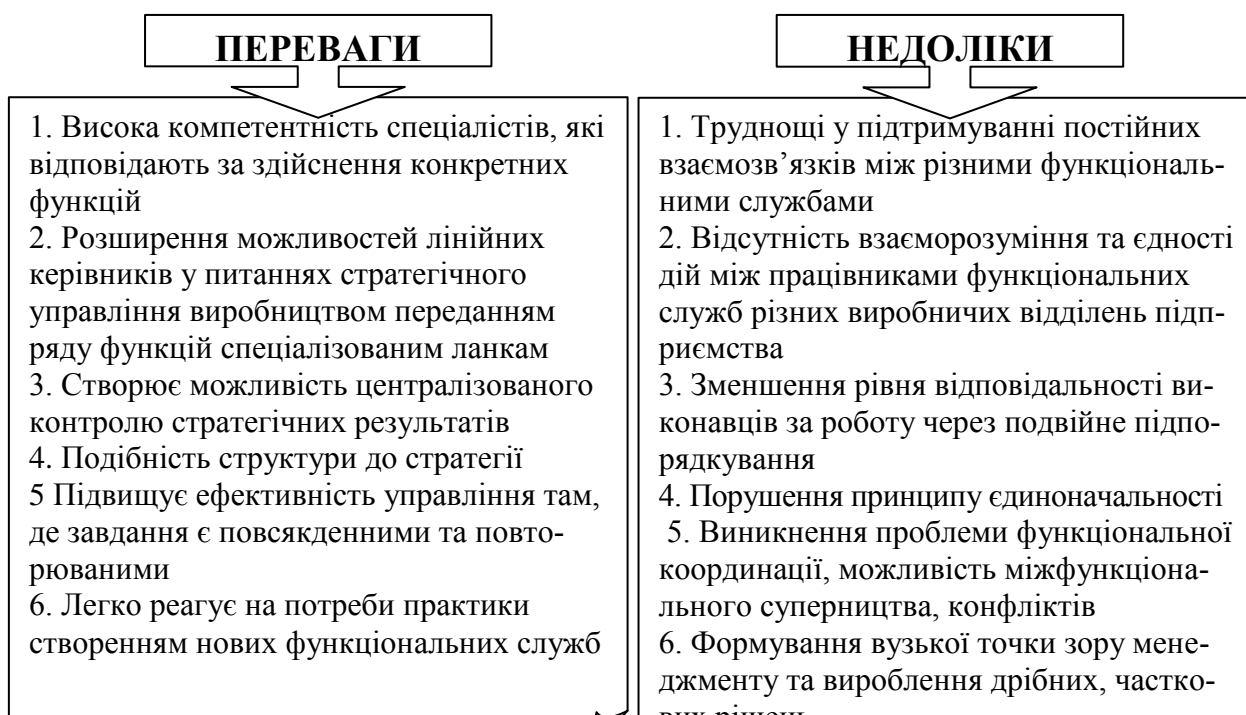 ПЕРЕВАГИ
1. Висока компетентність спеціалістів, які
відповідають за здійснення конкретних
функцій
2. Розширення можливостей лінійних
керівників у питаннях стратегічного
управління виробництвом переданням
ряду функцій спеціалізованим ланкам
3. Створює можливість централізованого
контролю стратегічних результатів
4. Подібність структури до стратегії
5 Підвищує ефективність управління там,
де завдання є повсякденними та повто-
рюваними
6. Легко реагує на потреби практики
створенням нових функціональних служб
НЕДОЛІКИ
1. Труднощі у підтримуванні постійних
взаємозв’язків між різними функціональ-
ними службами
2. Відсутність взаєморозуміння та єдності
дій між працівниками функціональних
служб різних виробничих відділень підп-
риємства
3. Зменшення рівня відповідальності ви-
конавців за роботу через подвійне підпо-
рядкування
4. Порушення принципу єдиноначальності
5. Виникнення проблеми функціональної
координації, можливість міжфункціона-
льного суперництва, конфліктів
6. Формування вузької точки зору мене-
джменту та вироблення дрібних, частко-
вих рішень